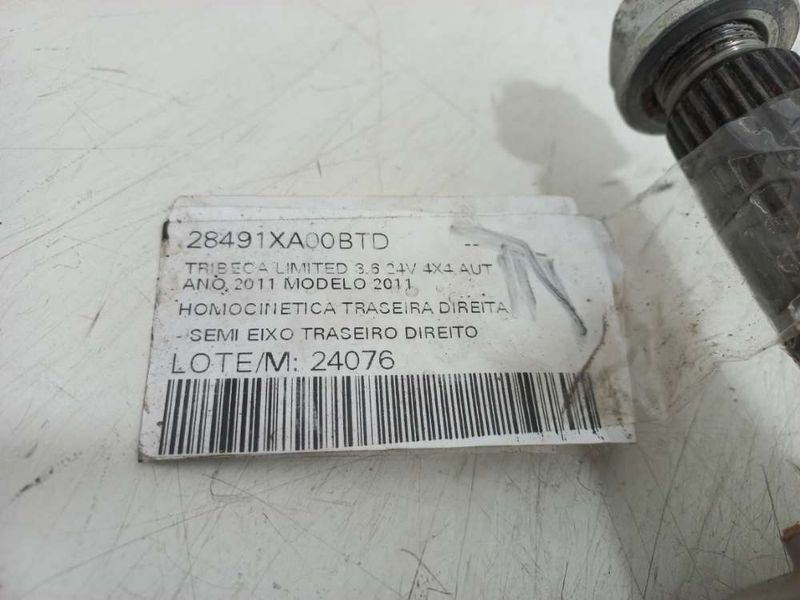 28491XA00BTD --
TRIBECA LIMITED 3.6 24V 4X4 AUT
ANO 2011 MODELO 2011
HOMOCINETICA TRASEIRA DIREITA
- SEMI EIXO TRASEIRO DIREITO
LOTE/M: 24076